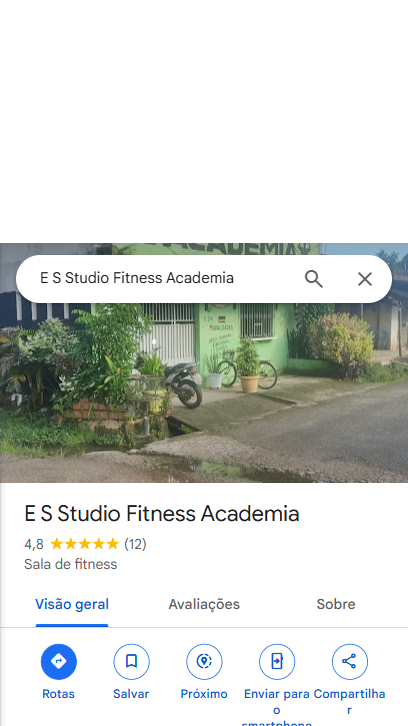 ACADEMIA
E S Studio Fitness Academia
MODALIDADES
E S Studio Fitness Academia
4,8 (12)
Sala de fitness
Visão geral Avaliações Sobre
Rotas Salvar Próximo Enviar para o smartphone Compartilhar